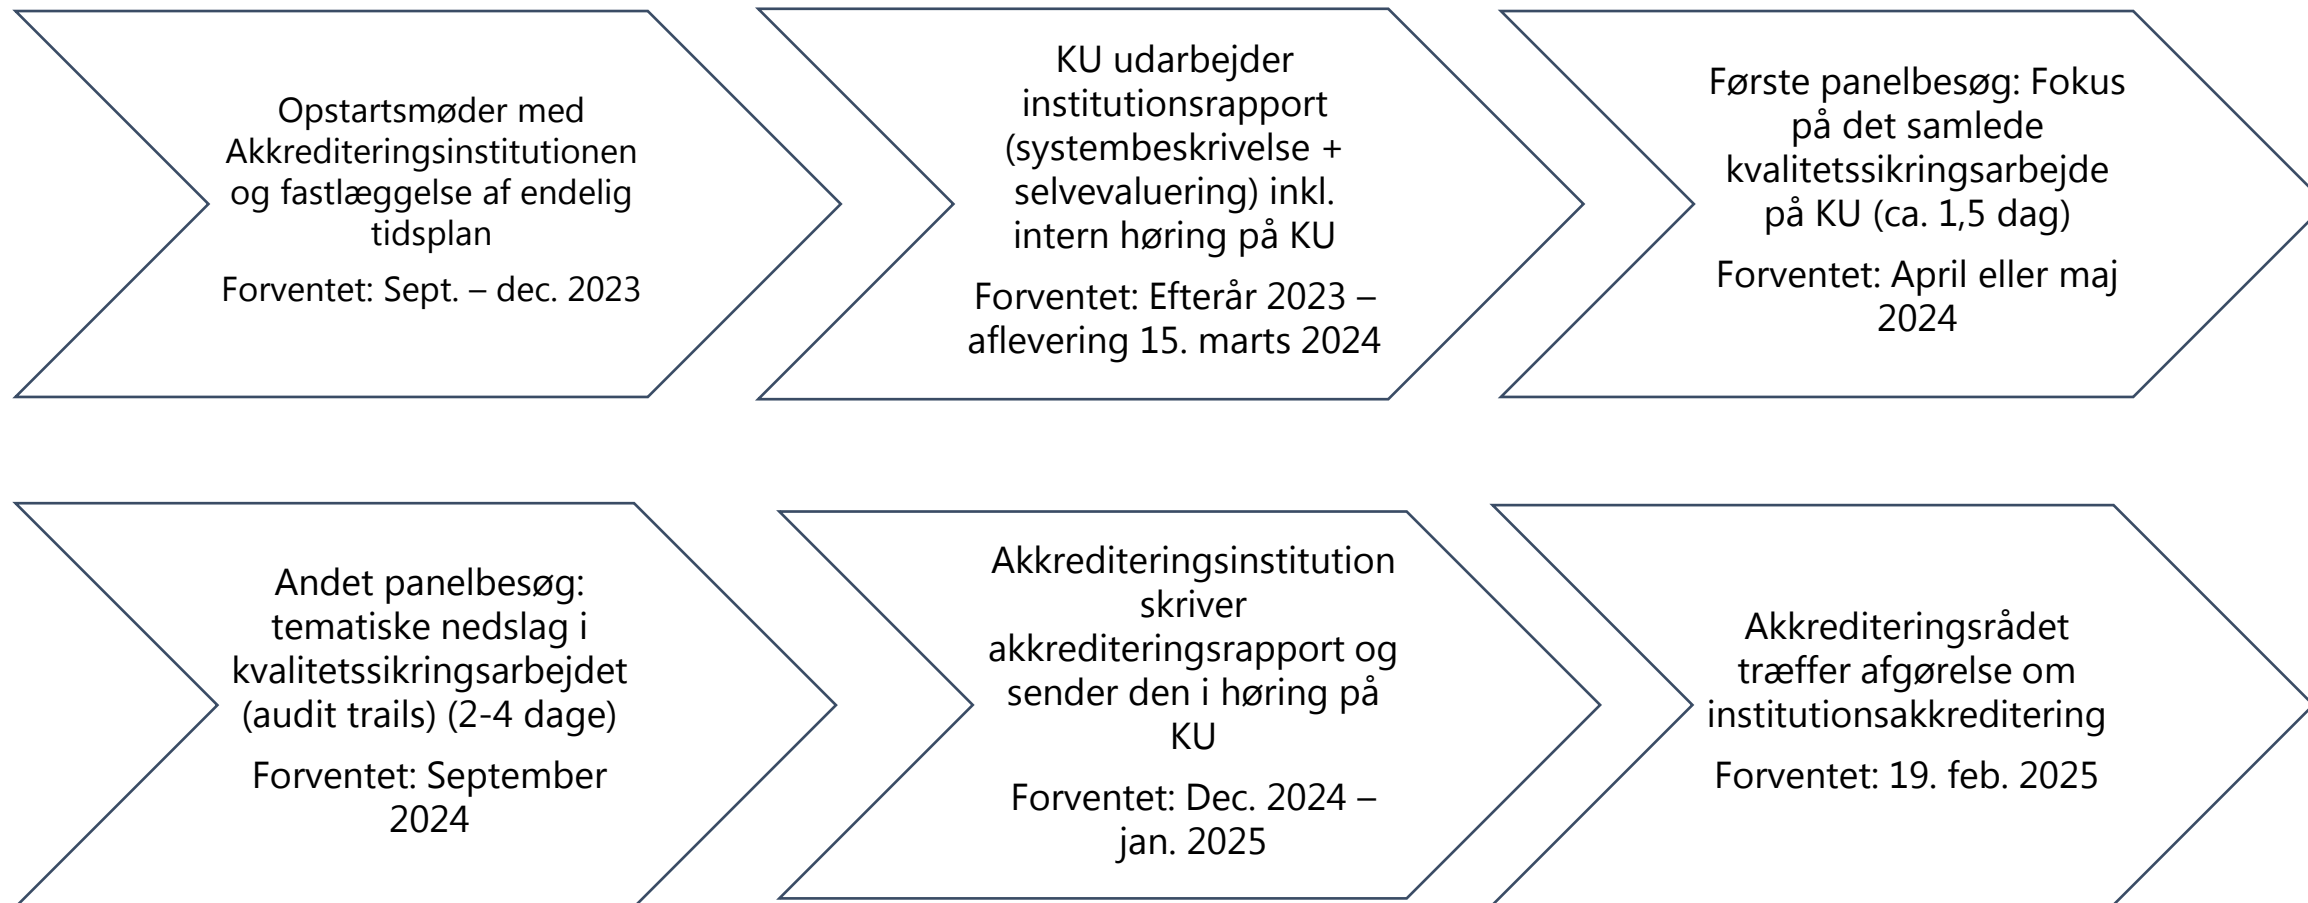 Opstartsmøder med
Akkrediteringsinstitutionen
og fastlæggelse af endelig
tidsplan
Forventet: Sept. – dec. 2023
KU udarbejder
institutionsrapport
(systembeskrivelse +
selvevaluering) inkl.
intern høring på KU
Forventet: Efterår 2023 –
aflevering 15. marts 2024
Første panelbesøg: Fokus
på det samlede
kvalitetssikringsarbejde
på KU (ca. 1,5 dag)
Forventet: April eller maj
2024
Andet panelbesøg:
tematiske nedslag i
kvalitetssikringsarbejdet
(audit trails) (2-4 dage)
Forventet: September
2024
Akkrediteringsinstitution
skriver
akkrediteringsrapport og
sender den i høring på
KU
Forventet: Dec. 2024 –
jan. 2025
Akkrediteringsrådet
træffer afgørelse om
institutionsakkreditering
Forventet: 19. feb. 2025